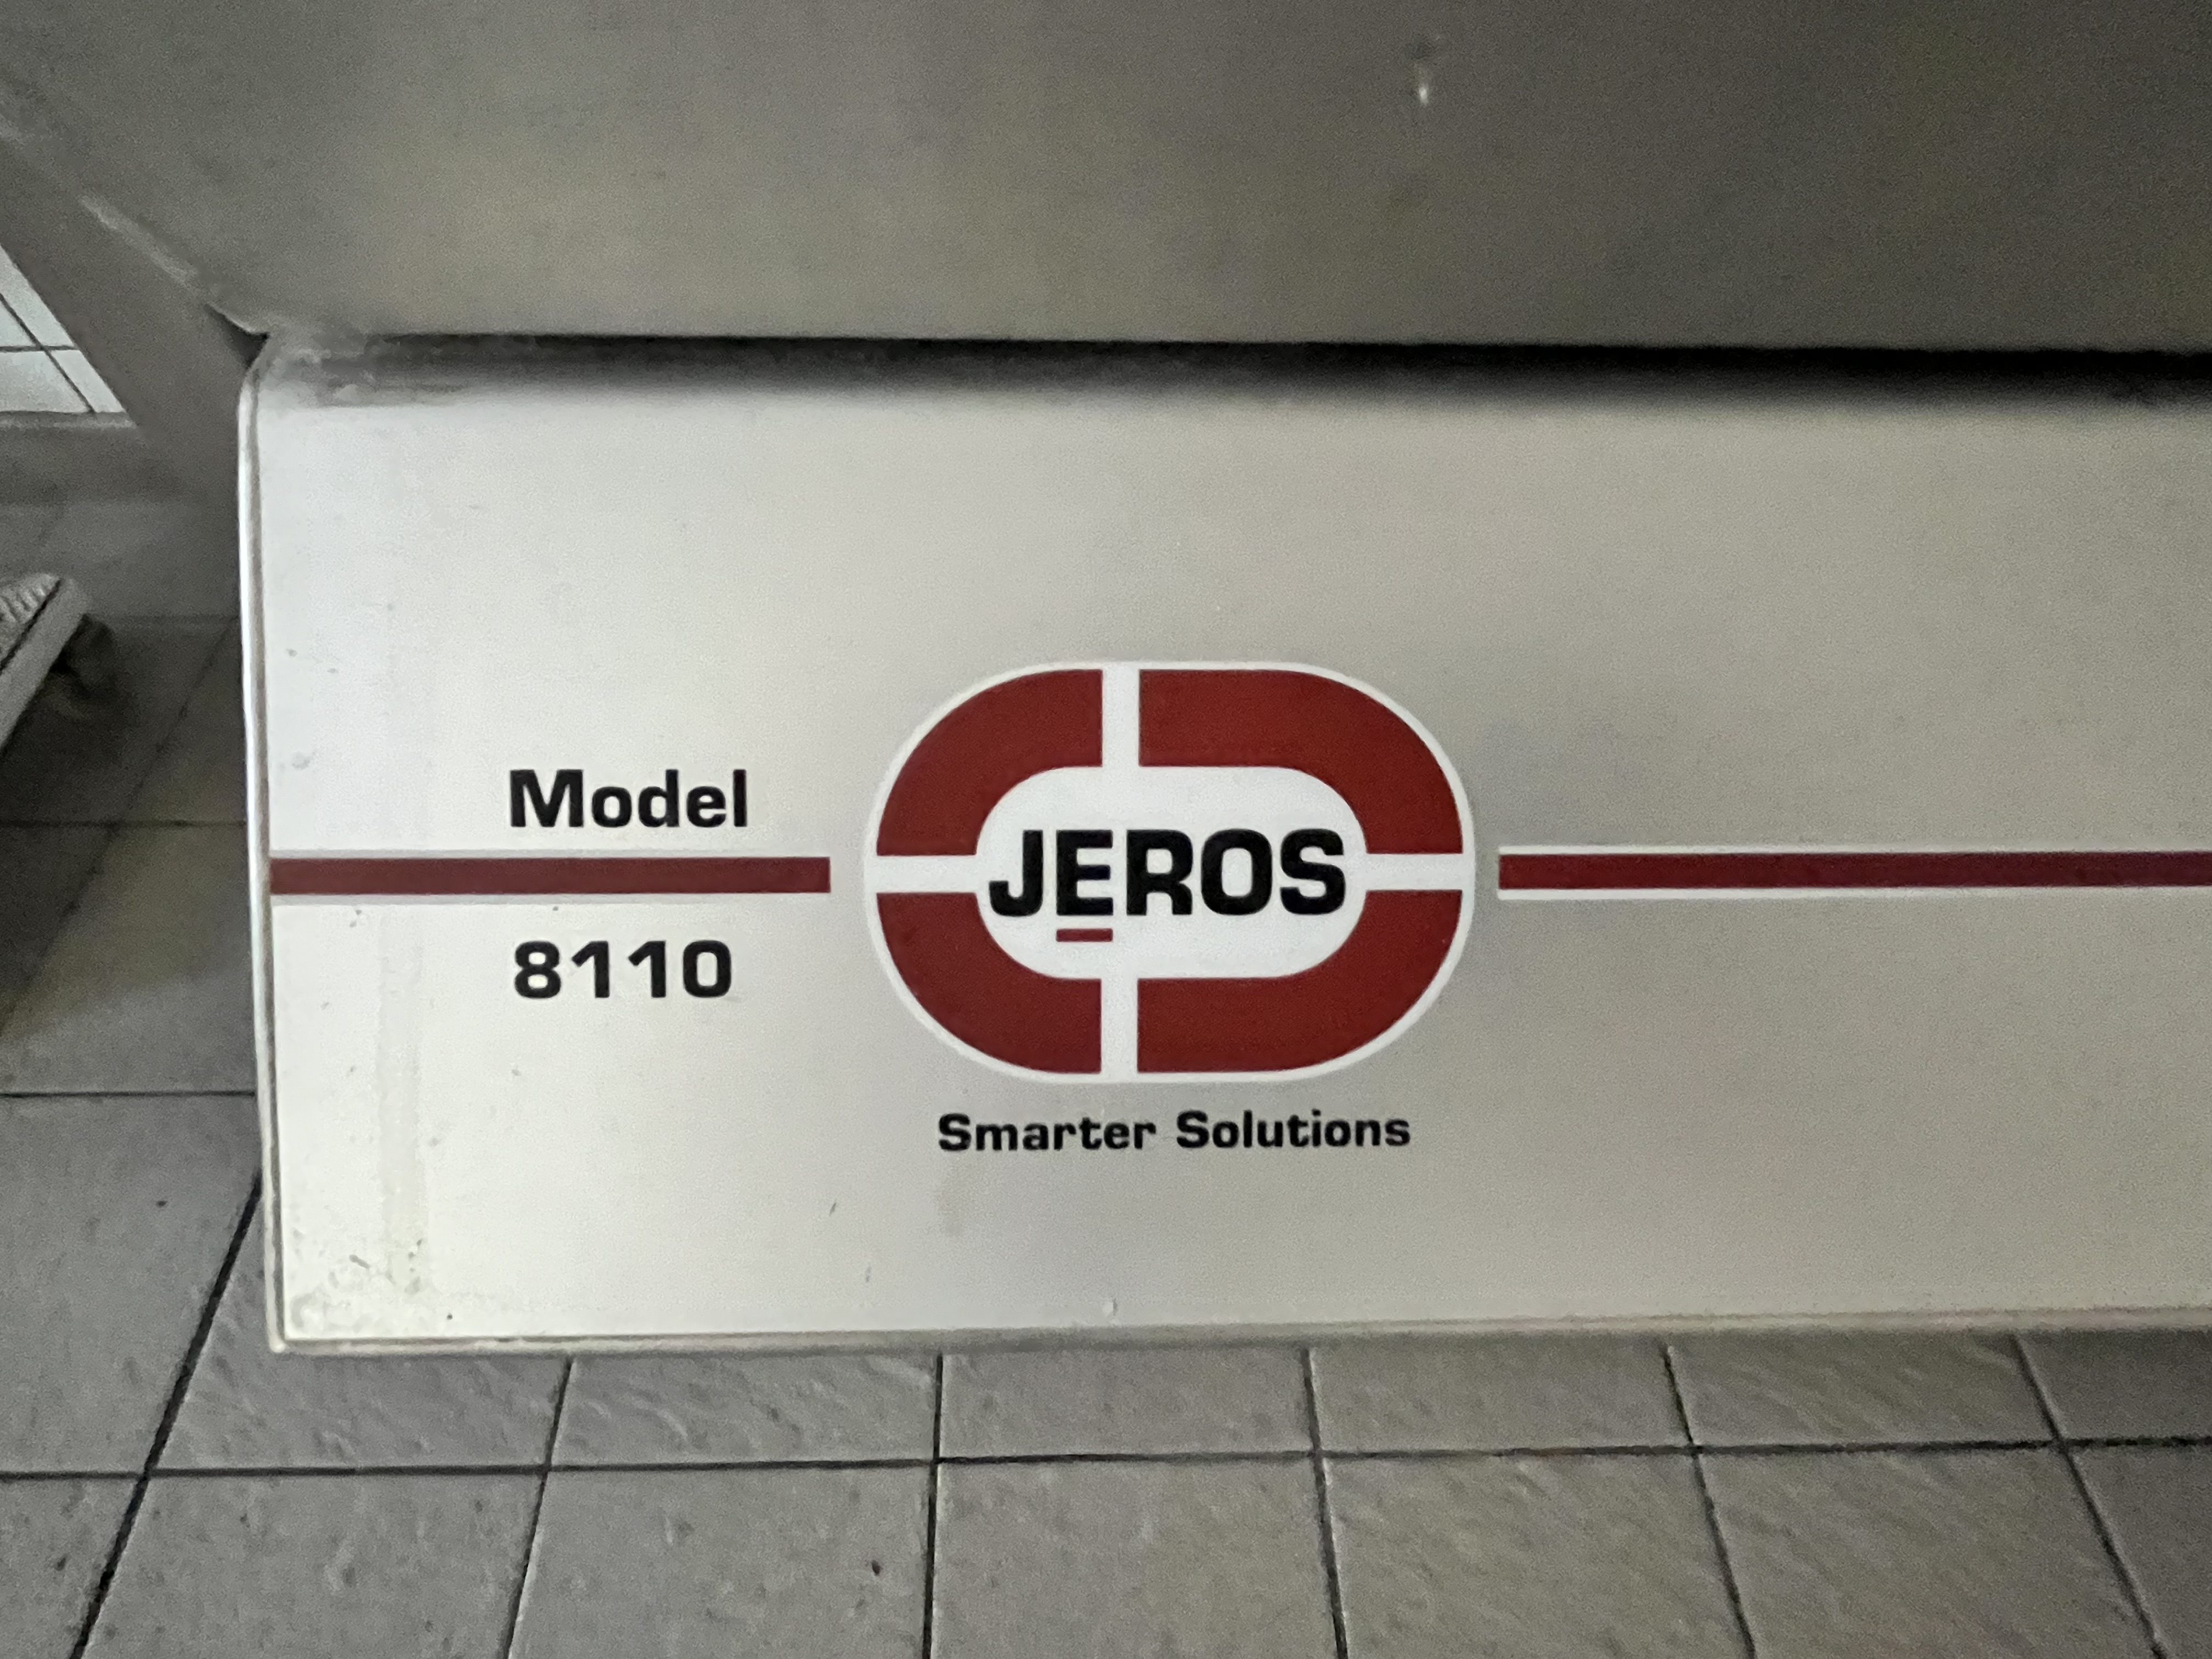 Model
8110
JEROS
Smarter Solutions